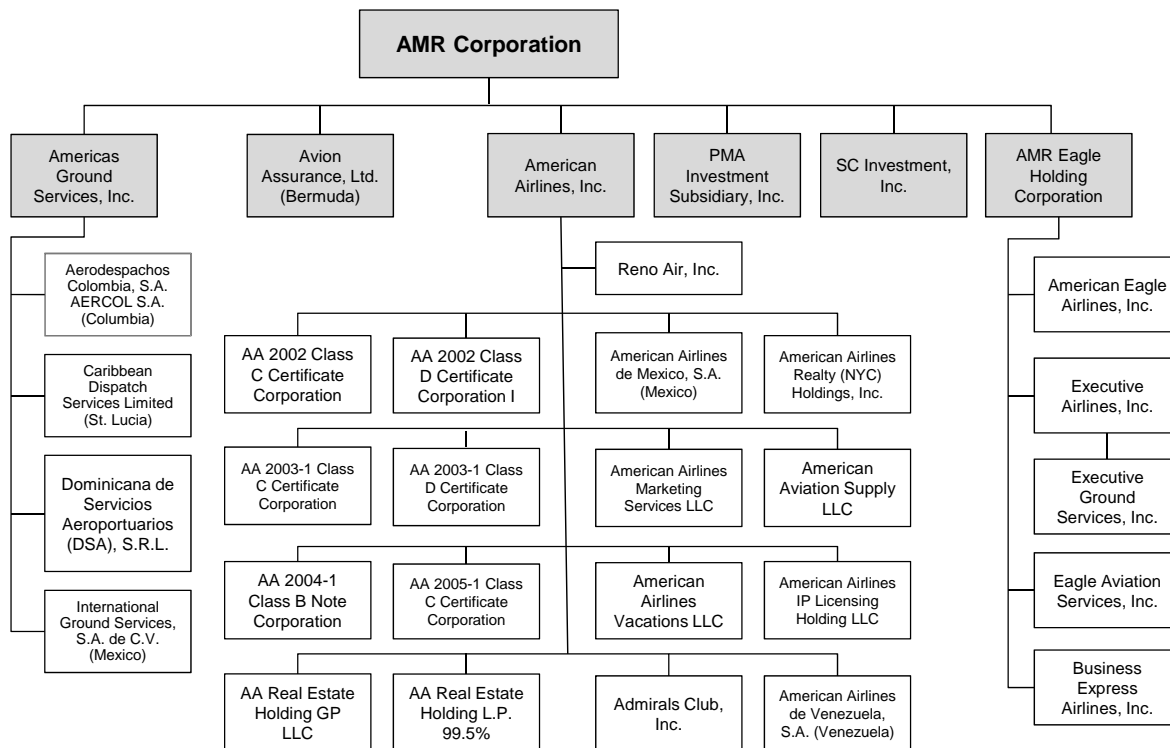 AMR Corporation
Americas
Ground
Services, Inc.
Avion
Assurance, Ltd.
(Bermuda)
American
Airlines, Inc.
PMA
Investment
Subsidiary, Inc.
SC Investment,
Inc.
AMR Eagle
Holding
Corporation
Aerodespachos
Colombia, S.A.
AERCOL S.A.
(Columbia)
Caribbean
Dispatch
Services Limited
(St. Lucia)
Dominicana de
Servicios
Aeroportuarios
(DSA), S.R.L.
International
Ground Services,
S.A. de C.V.
(Mexico)
Reno Air, Inc.
AA 2002 Class
C Certificate
Corporation
AA 2002 Class
D Certificate
Corporation I
American Airlines
de Mexico, S.A.
(Mexico)
American Airlines
Realty (NYC)
Holdings, Inc.
AA 2003-1 Class
C Certificate
Corporation
AA 2003-1 Class
D Certificate
Corporation
American Airlines
Marketing
Services LLC
American
Aviation Supply
LLC
AA 2004-1
Class B Note
Corporation
AA 2005-1 Class
C Certificate
Corporation
American
Airlines
Vacations LLC
American Airlines
IP Licensing
Holding LLC
AA Real Estate
Holding GP
LLC
AA Real Estate
Holding L.P.
99.5%
Admirals Club,
Inc.
American Airlines
de Venezuela,
S.A. (Venezuela)
American Eagle
Airlines, Inc.
Executive
Airlines, Inc.
Executive
Ground
Services, Inc.
Eagle Aviation
Services, Inc.
Business
Express
Airlines, Inc.